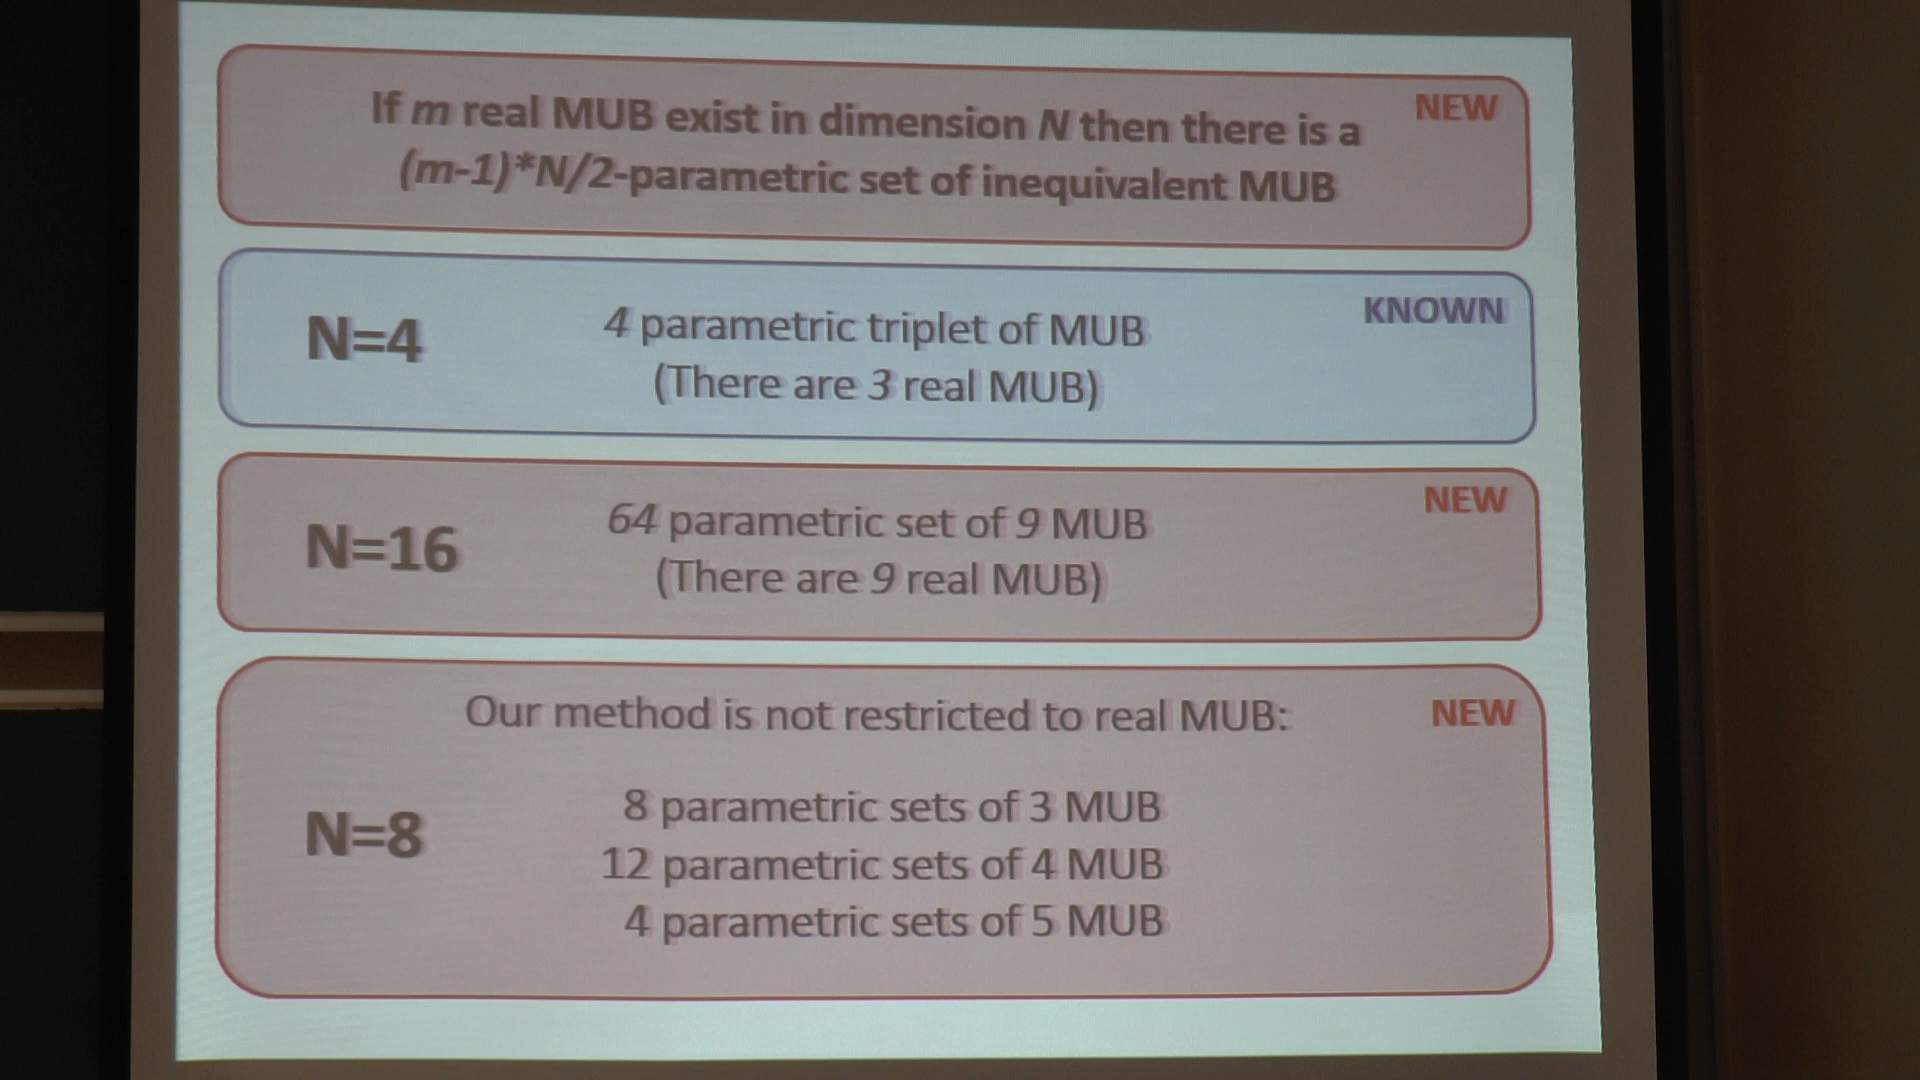 If m real MUB exist in dimension N then there is a
NEW
(m-1)*N/2-parametric set of inequivalent MUB
KNOWN
N=4
4 parametric triplet of MUB
(There are 3 real MUB)
NEW
N=16
64 parametric set of 9 MUB
(There are 9 real MUB)
Our method is not restricted to real MUB:
NEW
N=8
8 parametric sets of 3 MUB
12 parametric sets of 4 MUB
4 parametric sets of 5 MUB